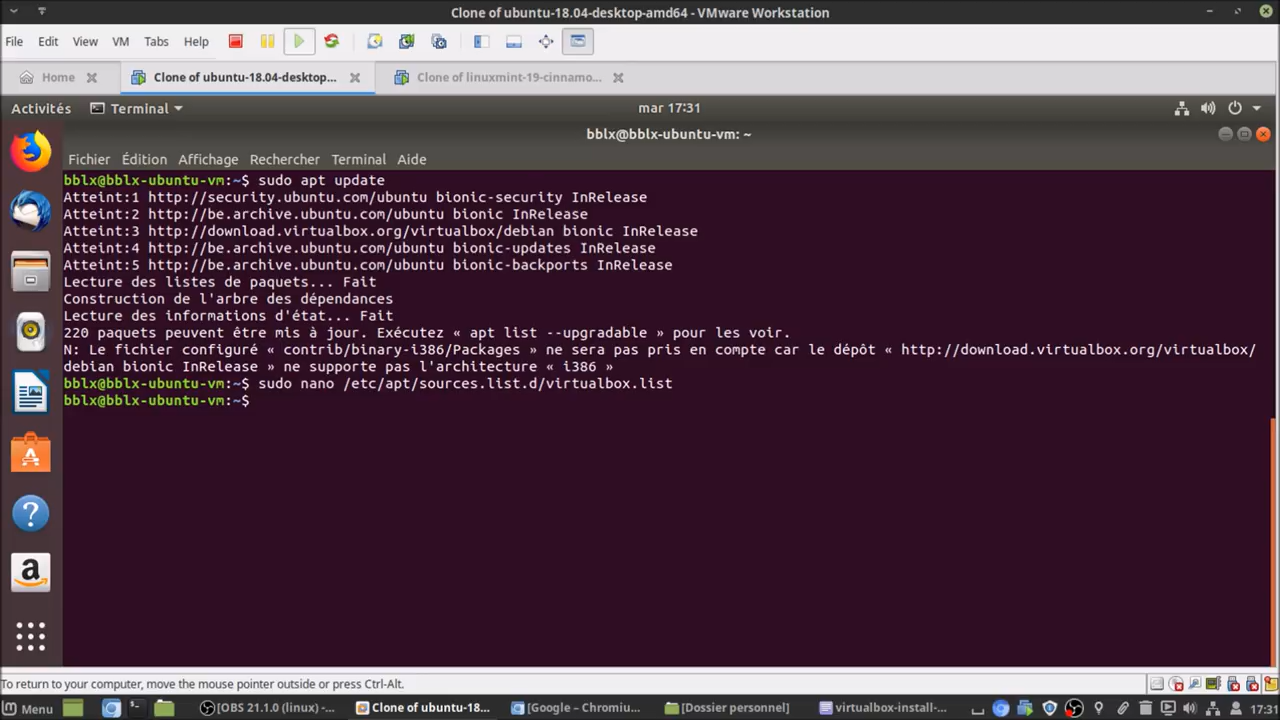 Clone of ubuntu-18.04-desktop-amd64 - VMware Workstation
File Edit View VM Tabs Help
Home
Clone of ubuntu-18.04-desktop...
Clone of linuxmint-19-cinnamo...
Activités
Terminal
mar 17:31
bblx@bblx-ubuntu-vm: ~
Fichier Édition Affichage Rechercher Terminal Aide
bblx@bblx-ubuntu-vm:~$ sudo apt update
Atteint:1 http://security.ubuntu.com/ubuntu bionic-security InRelease
Atteint:2 http://be.archive.ubuntu.com/ubuntu bionic InRelease
Atteint:3 http://download.virtualbox.org/virtualbox/debian bionic InRelease
Atteint:4 http://be.archive.ubuntu.com/ubuntu bionic-updates InRelease
Atteint:5 http://be.archive.ubuntu.com/ubuntu bionic-backports InRelease
Lecture des listes de paquets... Fait
Construction de l'arbre des dépendances
Lecture des informations d'état... Fait
220 paquets peuvent être mis à jour. Exécutez « apt list --upgradable » pour les voir.
N: Le fichier configuré « contrib/binary-i386/Packages » ne sera pas pris en compte car le dépôt « http://download.virtualbox.org/virtualbox/
debian bionic InRelease » ne supporte pas l'architecture « i386 »
bblx@bblx-ubuntu-vm:~$ sudo nano /etc/apt/sources.list.d/virtualbox.list
bblx@bblx-ubuntu-vm:~$
To return to your computer, move the mouse pointer outside or press Ctrl-Alt.
Menu
[OBS 21.1.0 (linux) -...
Clone of ubuntu-18...
[Google – Chromium...
[Dossier personnel]
virtualbox-install-...
17:31